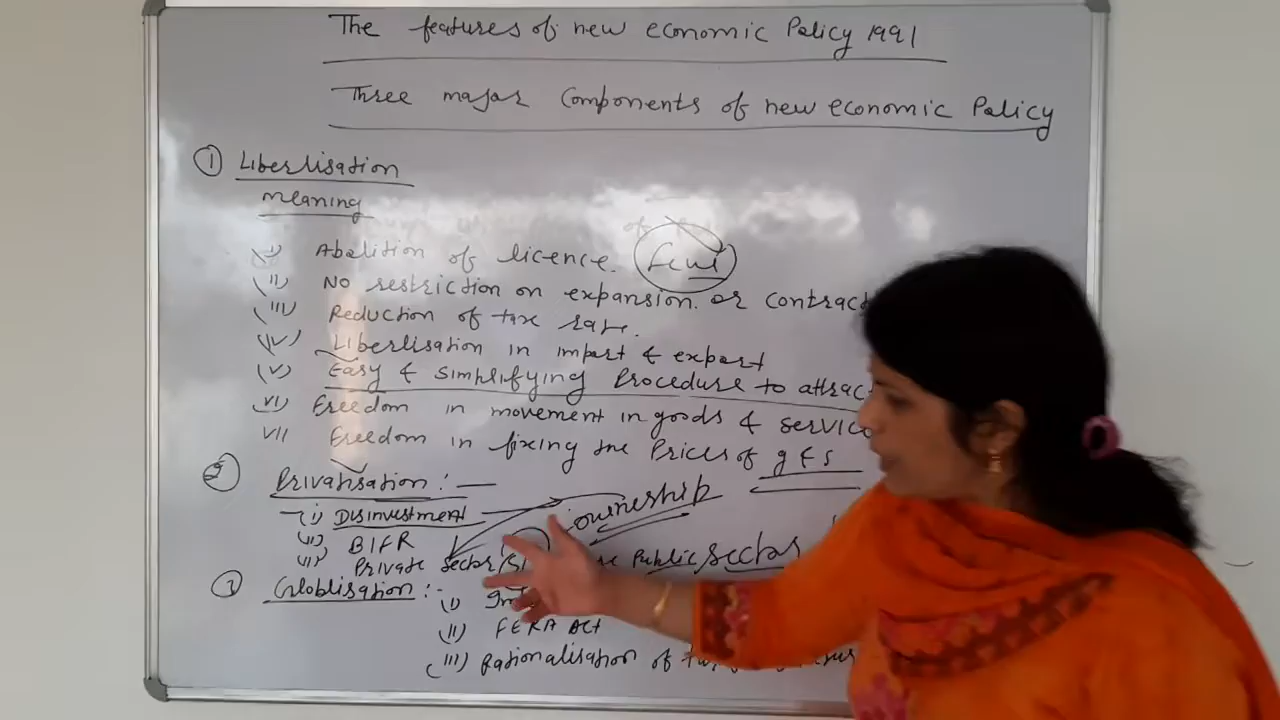 The features of new economic Policy 1991
Three major Components of new economic Policy
① Liberlisation
meaning
i) Abolition of licence.
(ii) No restriction on expansion or contract
(iii) Reduction of tax rate.
(iv) Liberlisation in import & export
(v) Easy & Simplifying Procedure to attract
vi) Freedom in movement in goods & service
vii Freedom in fixing the Prices of g & s
② Privatisation :—
(i) Disinvestment ownership
(ii) BIFR
(iii) Private Sector Public Sector
③ Globlisation :-
(i)
(ii) FERA Act
(iii) Rationalisation of